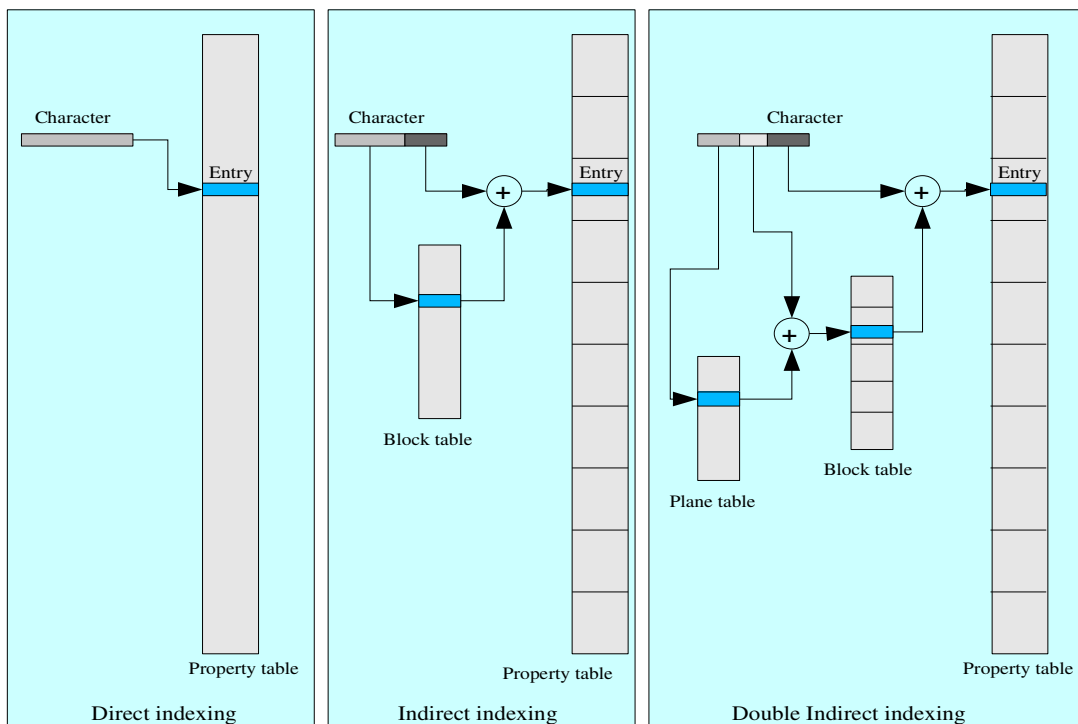 Character
Entry
Property table
Direct indexing
Character
Entry
+
Block table
Property table
Indirect indexing
Character
Entry
+
+
Block table
Plane table
Property table
Double Indirect indexing